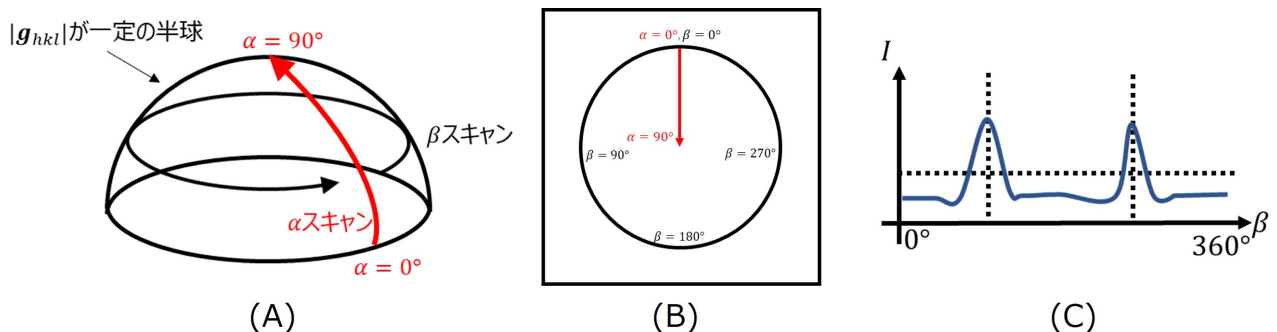 |g_hkl|が一定の半球
α = 90°
βスキャン
αスキャン
α = 0°
(A)
α = 0°, β = 0°
α = 90°
β = 90°
β = 270°
β = 180°
(B)
I
0°
360°
β
(C)